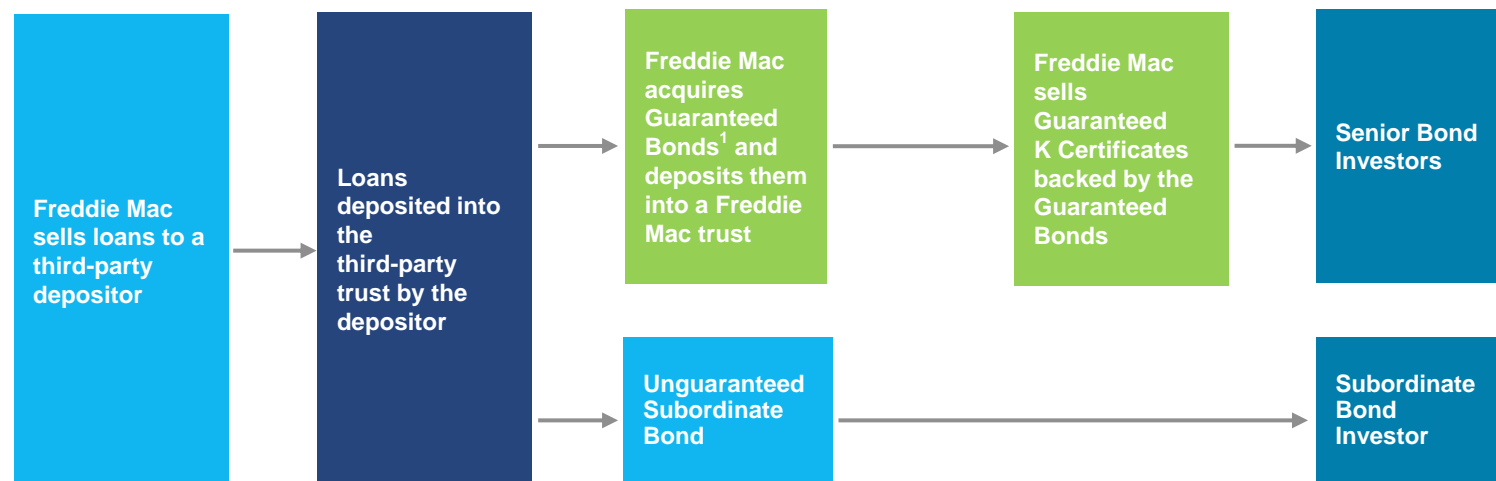 Freddie Mac
sells loans to a
third-party
depositor
Loans
deposited into
the
third-party
trust by the
depositor
Freddie Mac
acquires
Guaranteed
Bonds¹ and
deposits them
into a Freddie
Mac trust
Freddie Mac
sells
Guaranteed
K Certificates
backed by the
Guaranteed
Bonds
Senior Bond
Investors
Unguaranteed
Subordinate
Bond
Subordinate
Bond
Investor